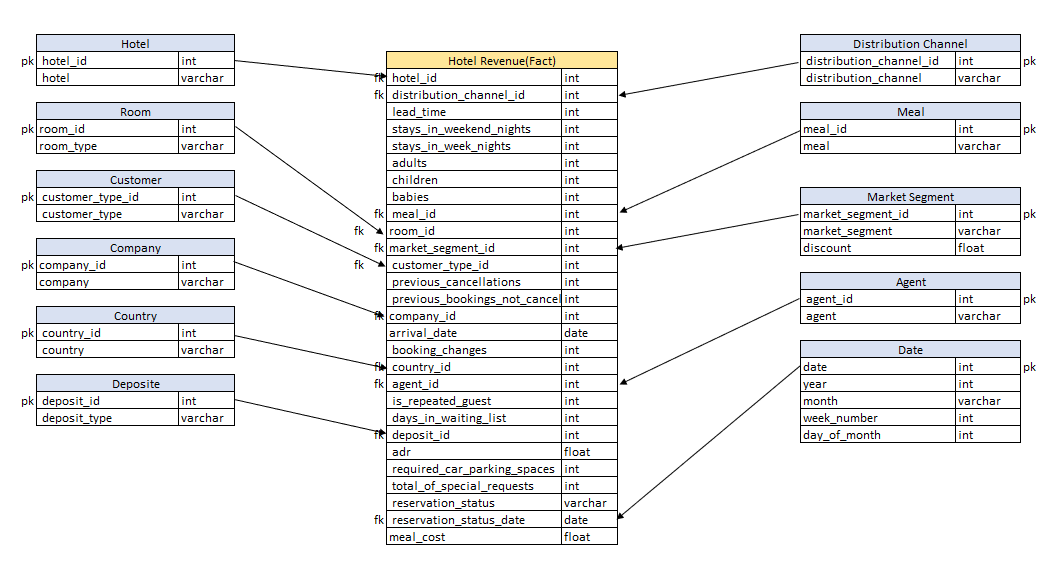 Hotel
pk hotel_id int
hotel varchar
Room
pk room_id int
room_type varchar
Customer
pk customer_type_id int
customer_type varchar
Company
pk company_id int
company varchar
Country
pk country_id int
country varchar
Deposite
pk deposit_id int
deposit_type varchar
Hotel Revenue(Fact)
fk hotel_id int
fk distribution_channel_id int
lead_time int
stays_in_weekend_nights int
stays_in_week_nights int
adults int
children int
babies int
fk meal_id int
fk room_id int
fk market_segment_id int
fk customer_type_id int
previous_cancellations int
previous_bookings_not_cancel int
fk company_id int
arrival_date date
booking_changes int
fk country_id int
fk agent_id int
is_repeated_guest int
days_in_waiting_list int
fk deposit_id int
adr float
required_car_parking_spaces int
total_of_special_requests int
reservation_status varchar
fk reservation_status_date date
meal_cost float
Distribution Channel
distribution_channel_id int pk
distribution_channel varchar
Meal
meal_id int pk
meal varchar
Market Segment
market_segment_id int pk
market_segment varchar
discount float
Agent
agent_id int pk
agent varchar
Date
date int pk
year int
month varchar
week_number int
day_of_month int